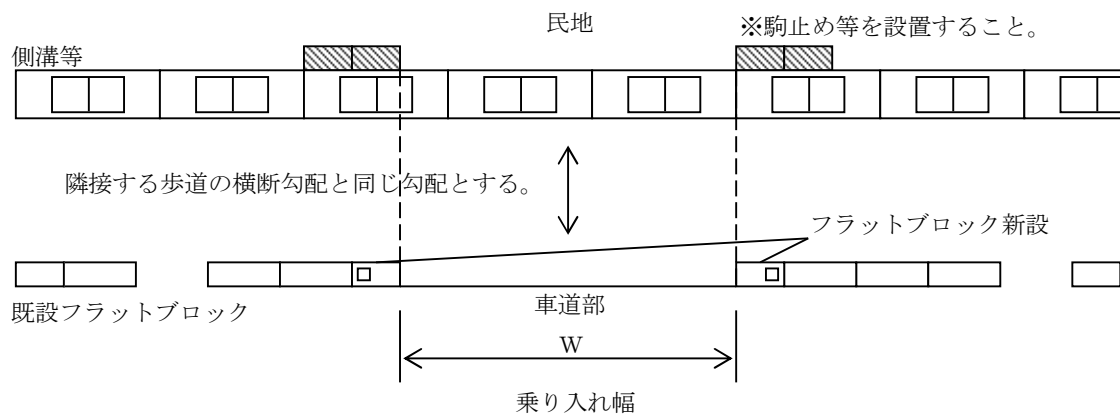 民地
※駒止め等を設置すること。
側溝等
隣接する歩道の横断勾配と同じ勾配とする。
フラットブロック新設
既設フラットブロック
車道部
W
乗り入れ幅